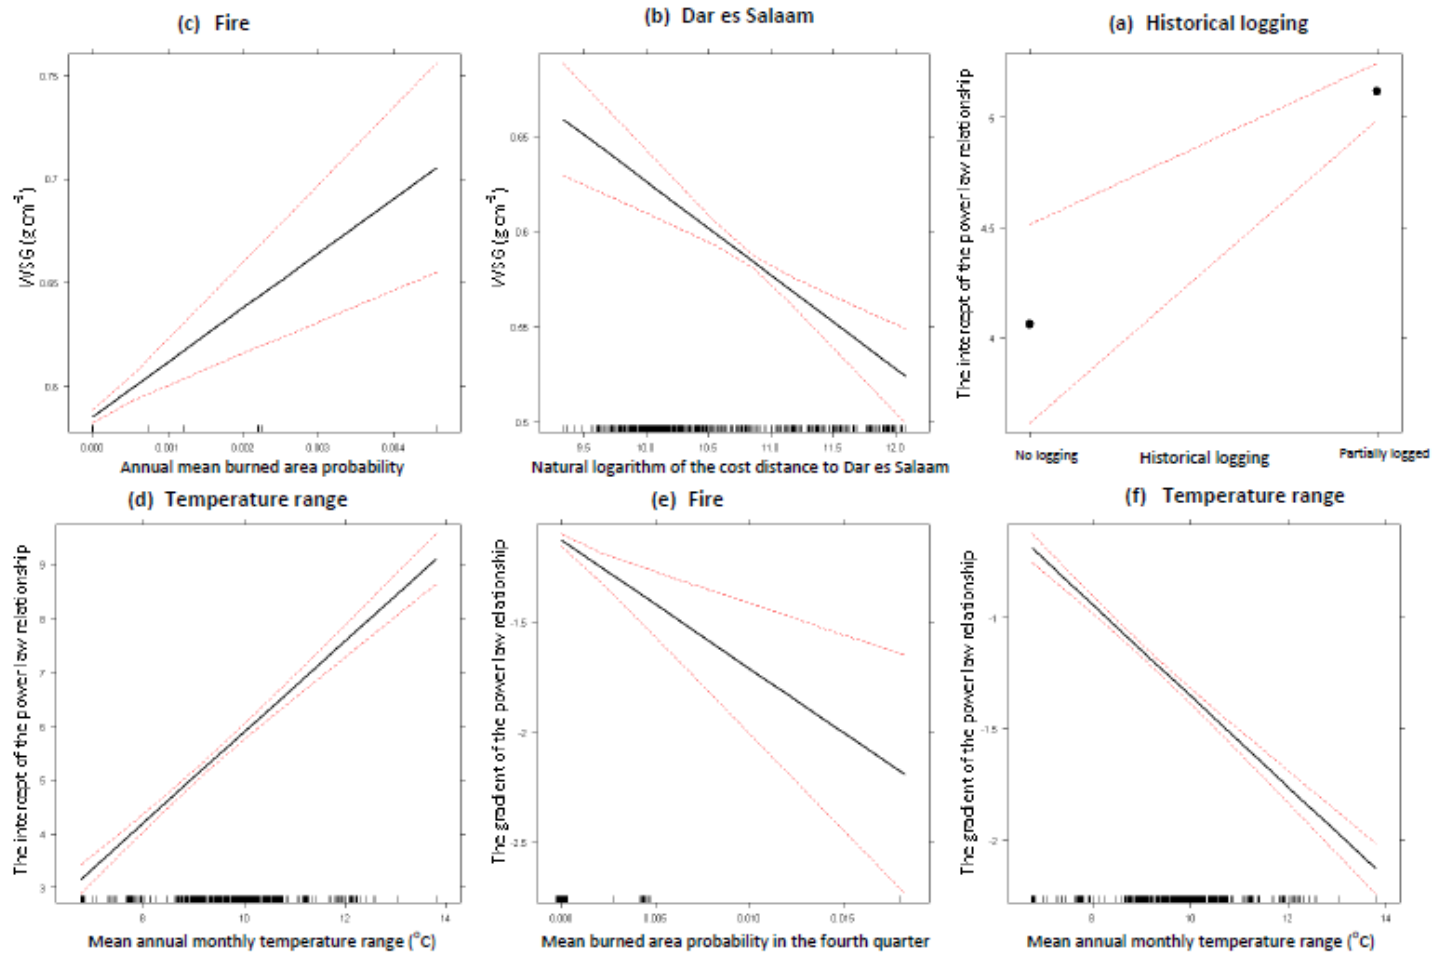 (c) Fire
0.75
0.7
0.65
0.6
WSG (g cm⁻³)
0.000 0.001 0.002 0.003 0.004
Annual mean burned area probability
(b) Dar es Salaam
0.65
0.6
0.55
0.5
WSG (g cm⁻³)
9.5 10.0 10.5 11.0 11.5 12.0
Natural logarithm of the cost distance to Dar es Salaam
(a) Historical logging
5
4.5
4
The intercept of the power law relationship
No logging
Historical logging
Partially logged
(d) Temperature range
9
8
7
6
5
4
3
The intercept of the power law relationship
8 10 12 14
Mean annual monthly temperature range (°C)
(e) Fire
-1.5
-2
-2.5
The gradient of the power law relationship
0.000 0.005 0.010 0.015
Mean burned area probability in the fourth quarter
(f) Temperature range
-1
-1.5
-2
The gradient of the power law relationship
8 10 12 14
Mean annual monthly temperature range (°C)